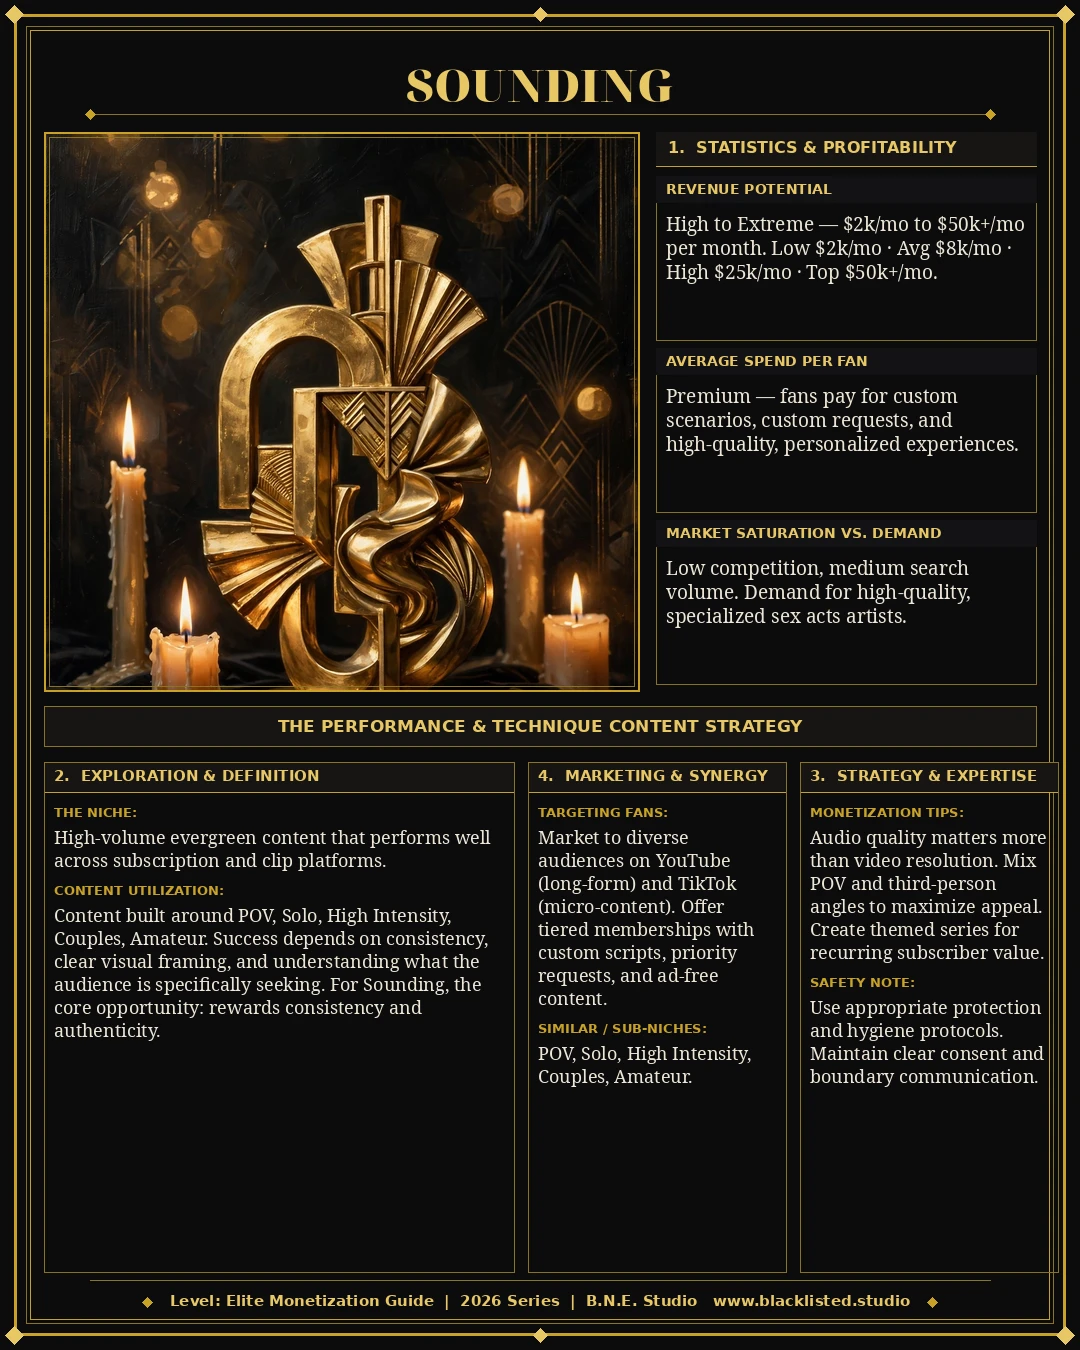 SOUNDING
1. STATISTICS & PROFITABILITY
REVENUE POTENTIAL
High to Extreme — $2k/mo to $50k+/mo
per month. Low $2k/mo · Avg $8k/mo ·
High $25k/mo · Top $50k+/mo.
AVERAGE SPEND PER FAN
Premium — fans pay for custom
scenarios, custom requests, and
high-quality, personalized experiences.
MARKET SATURATION VS. DEMAND
Low competition, medium search
volume. Demand for high-quality,
specialized sex acts artists.
THE PERFORMANCE & TECHNIQUE CONTENT STRATEGY
2. EXPLORATION & DEFINITION
THE NICHE:
High-volume evergreen content that performs well
across subscription and clip platforms.
CONTENT UTILIZATION:
Content built around POV, Solo, High Intensity,
Couples, Amateur. Success depends on consistency,
clear visual framing, and understanding what the
audience is specifically seeking. For Sounding, the
core opportunity: rewards consistency and
authenticity.
4. MARKETING & SYNERGY
TARGETING FANS:
Market to diverse
audiences on YouTube
(long-form) and TikTok
(micro-content). Offer
tiered memberships with
custom scripts, priority
requests, and ad-free
content.
SIMILAR / SUB-NICHES:
POV, Solo, High Intensity,
Couples, Amateur.
3. STRATEGY & EXPERTISE
MONETIZATION TIPS:
Audio quality matters more
than video resolution. Mix
POV and third-person
angles to maximize appeal.
Create themed series for
recurring subscriber value.
SAFETY NOTE:
Use appropriate protection
and hygiene protocols.
Maintain clear consent and
boundary communication.
Level: Elite Monetization Guide | 2026 Series | B.N.E. Studio www.blacklisted.studio